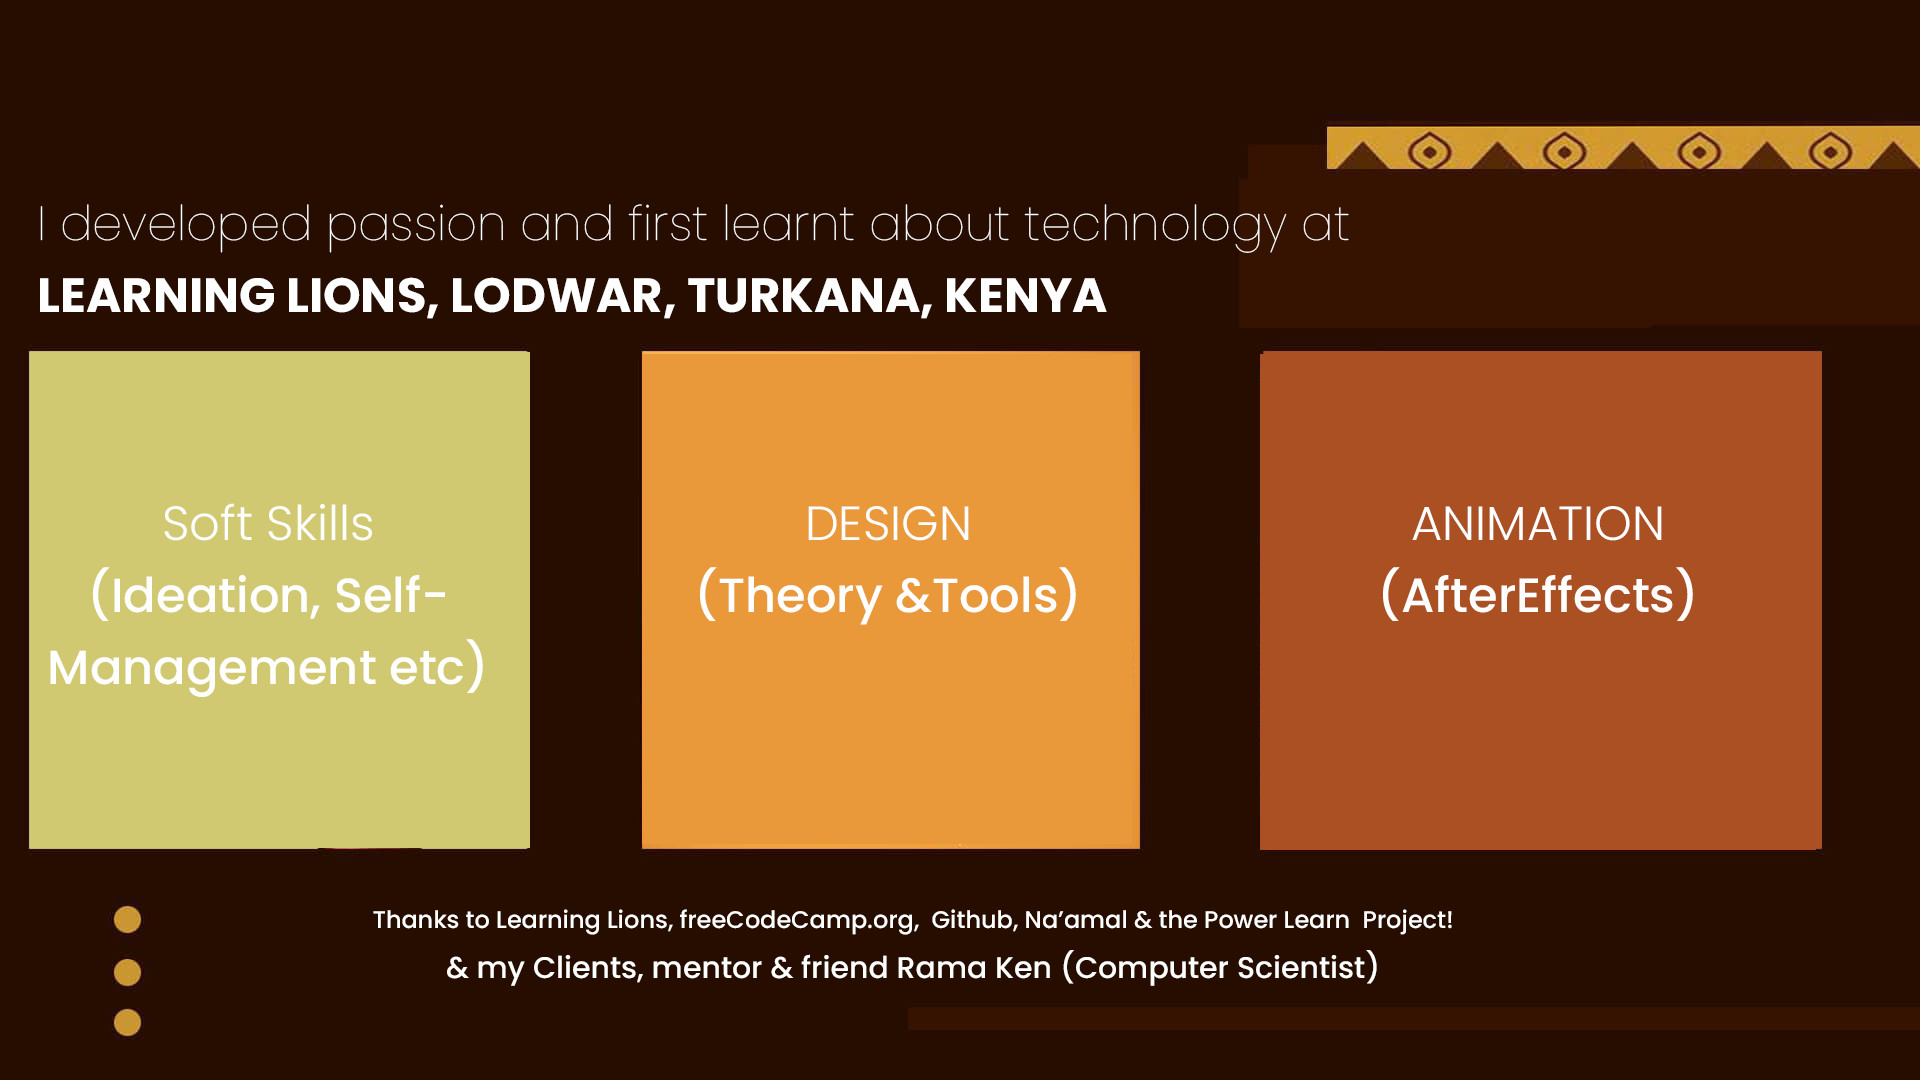 I developed passion and first learnt about technology at
LEARNING LIONS, LODWAR, TURKANA, KENYA
Soft Skills
(Ideation, Self-
Management etc)
DESIGN
(Theory &Tools)
ANIMATION
(AfterEffects)
Thanks to Learning Lions, freeCodeCamp.org,  Github, Na’amal & the Power Learn  Project!
& my Clients, mentor & friend Rama Ken (Computer Scientist)